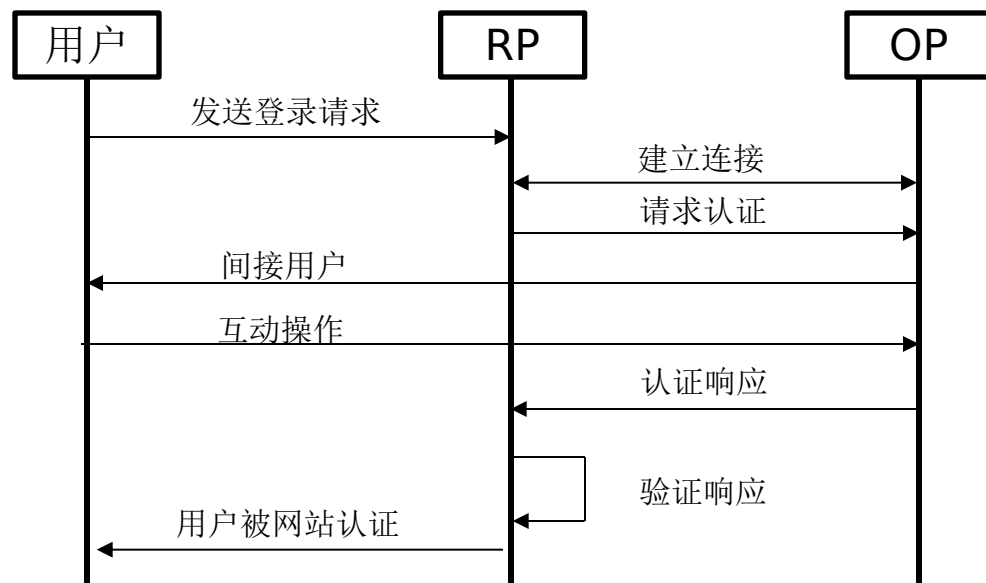 用户
RP
OP
发送登录请求
建立连接
请求认证
间接用户
互动操作
认证响应
验证响应
用户被网站认证